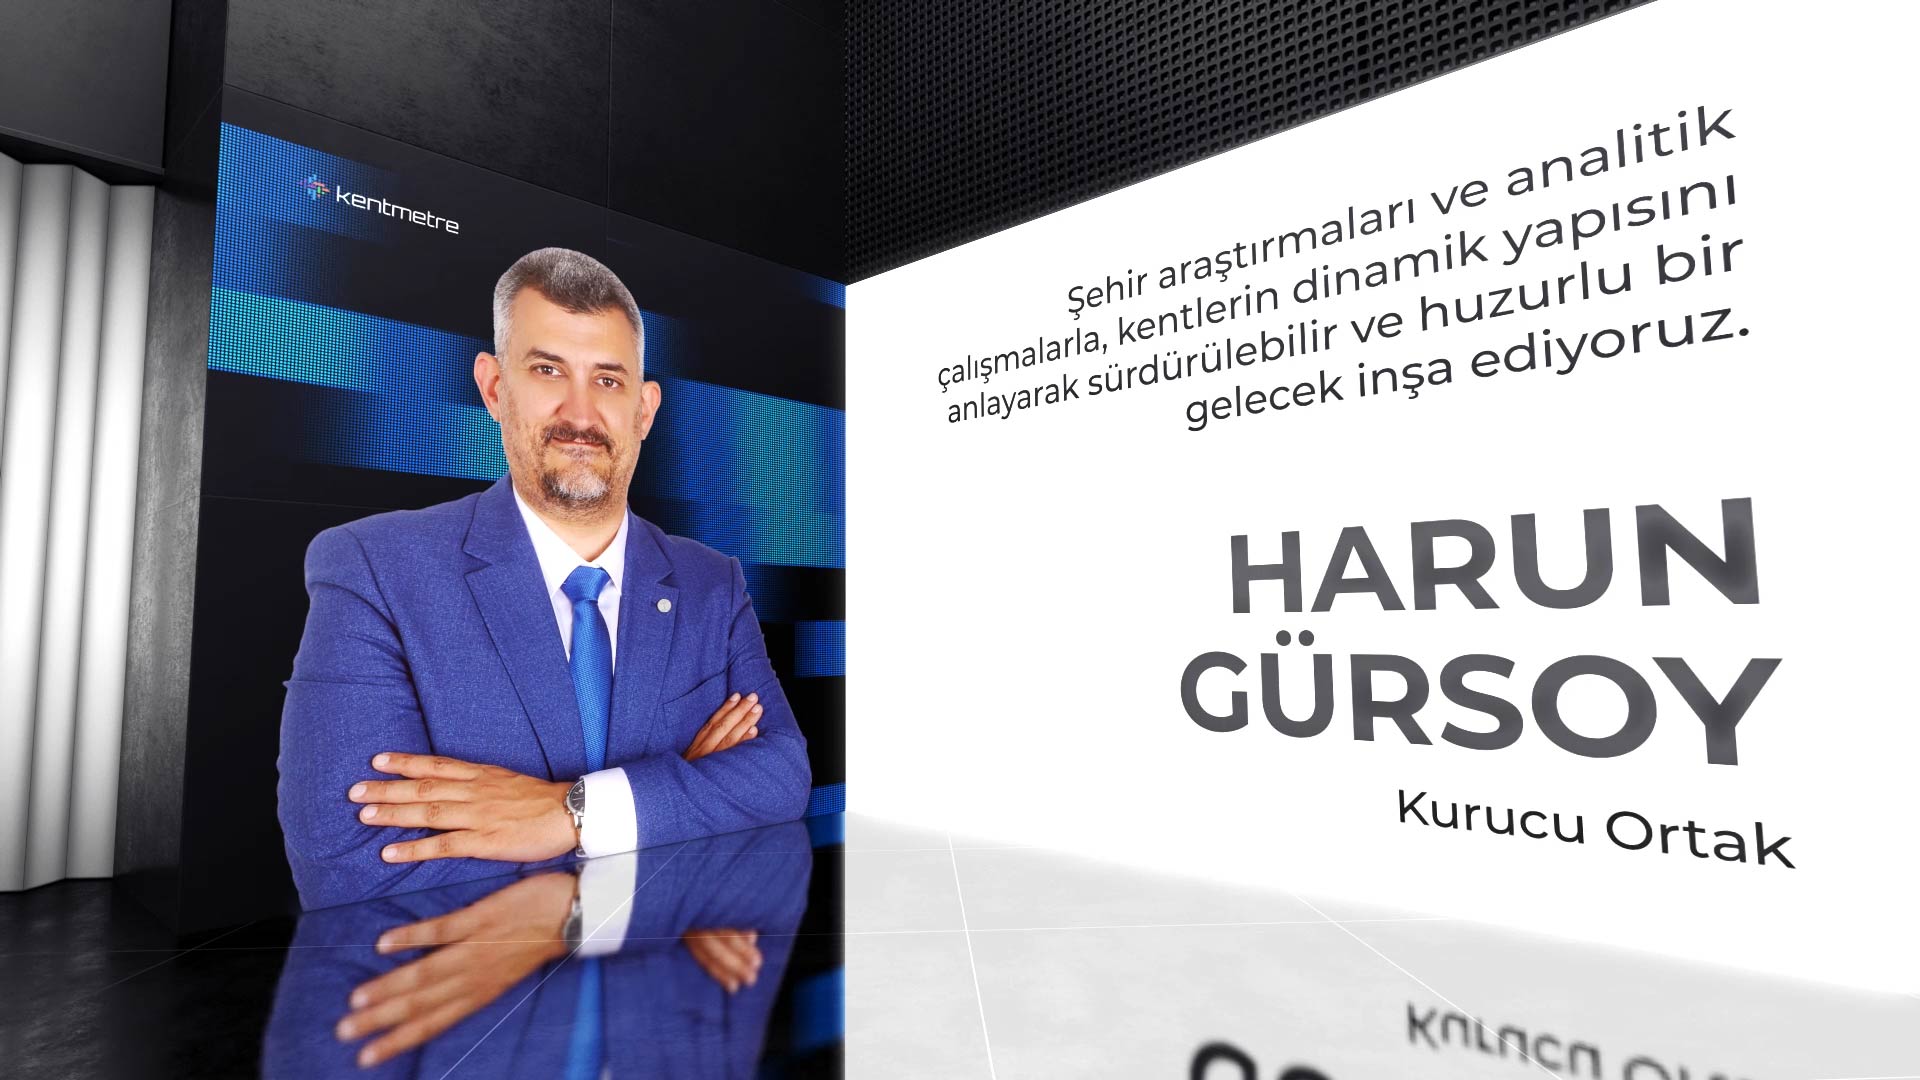 kentmetre
Şehir araştırmaları ve analitik
çalışmalarla, kentlerin dinamik yapısını
anlayarak sürdürülebilir ve huzurlu bir
gelecek inşa ediyoruz.
HARUN
GÜRSOY
Kurucu Ortak